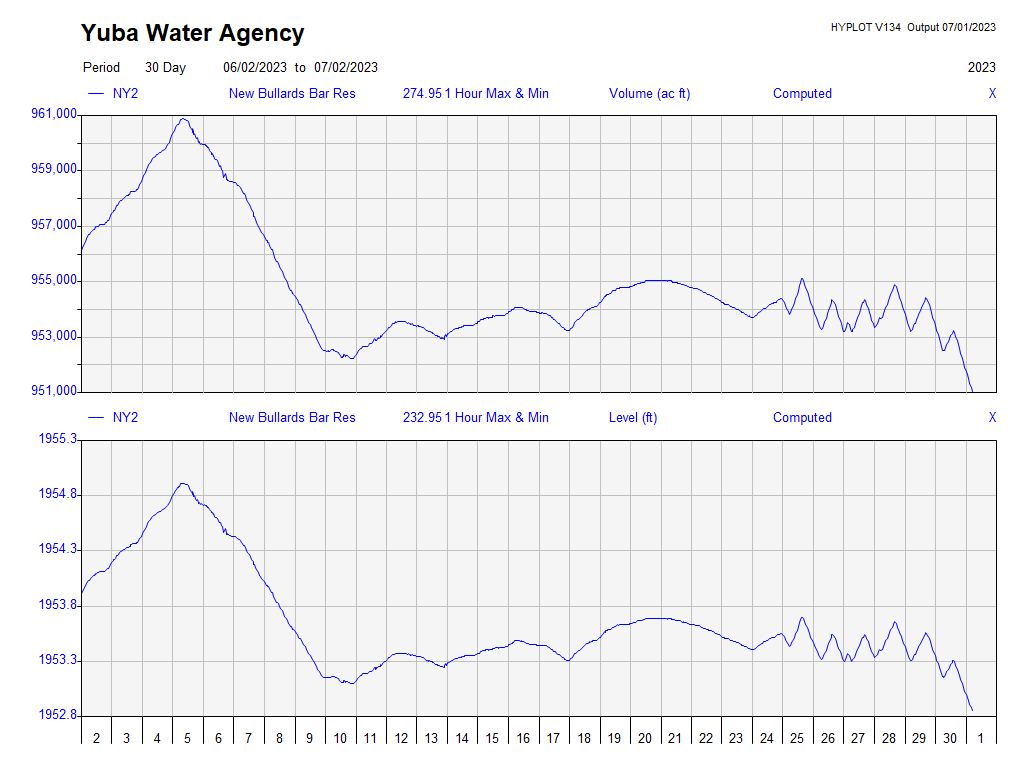 Yuba Water Agency
HYPLOT V134 Output 07/01/2023
Period 30 Day 06/02/2023 to 07/02/2023 2023
NY2 New Bullards Bar Res 274.95 1 Hour Max & Min Volume (ac ft) Computed X
961,000
959,000
957,000
955,000
953,000
951,000
NY2 New Bullards Bar Res 232.95 1 Hour Max & Min Level (ft) Computed X
1955.3
1954.8
1954.3
1953.8
1953.3
1952.8
2 3 4 5 6 7 8 9 10 11 12 13 14 15 16 17 18 19 20 21 22 23 24 25 26 27 28 29 30 1